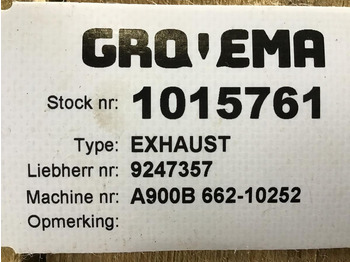 GRO'EMA
Stock nr: 1015761
Type: EXHAUST
Liebherr nr: 9247357
Machine nr: A900B 662-10252
Opmerking: